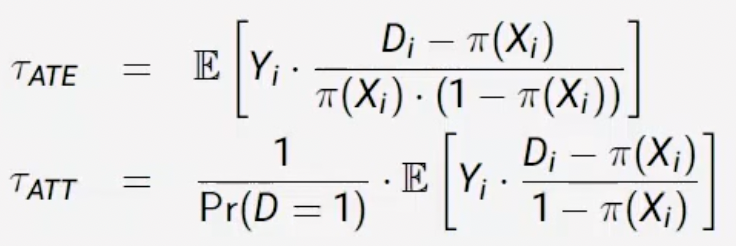 τ_ATE = 𝔼 [ Y_i · (D_i − π(X_i)) / (π(X_i) · (1 − π(X_i))) ]
τ_ATT = 1 / Pr(D = 1) · 𝔼 [ Y_i · (D_i − π(X_i)) / (1 − π(X_i)) ]